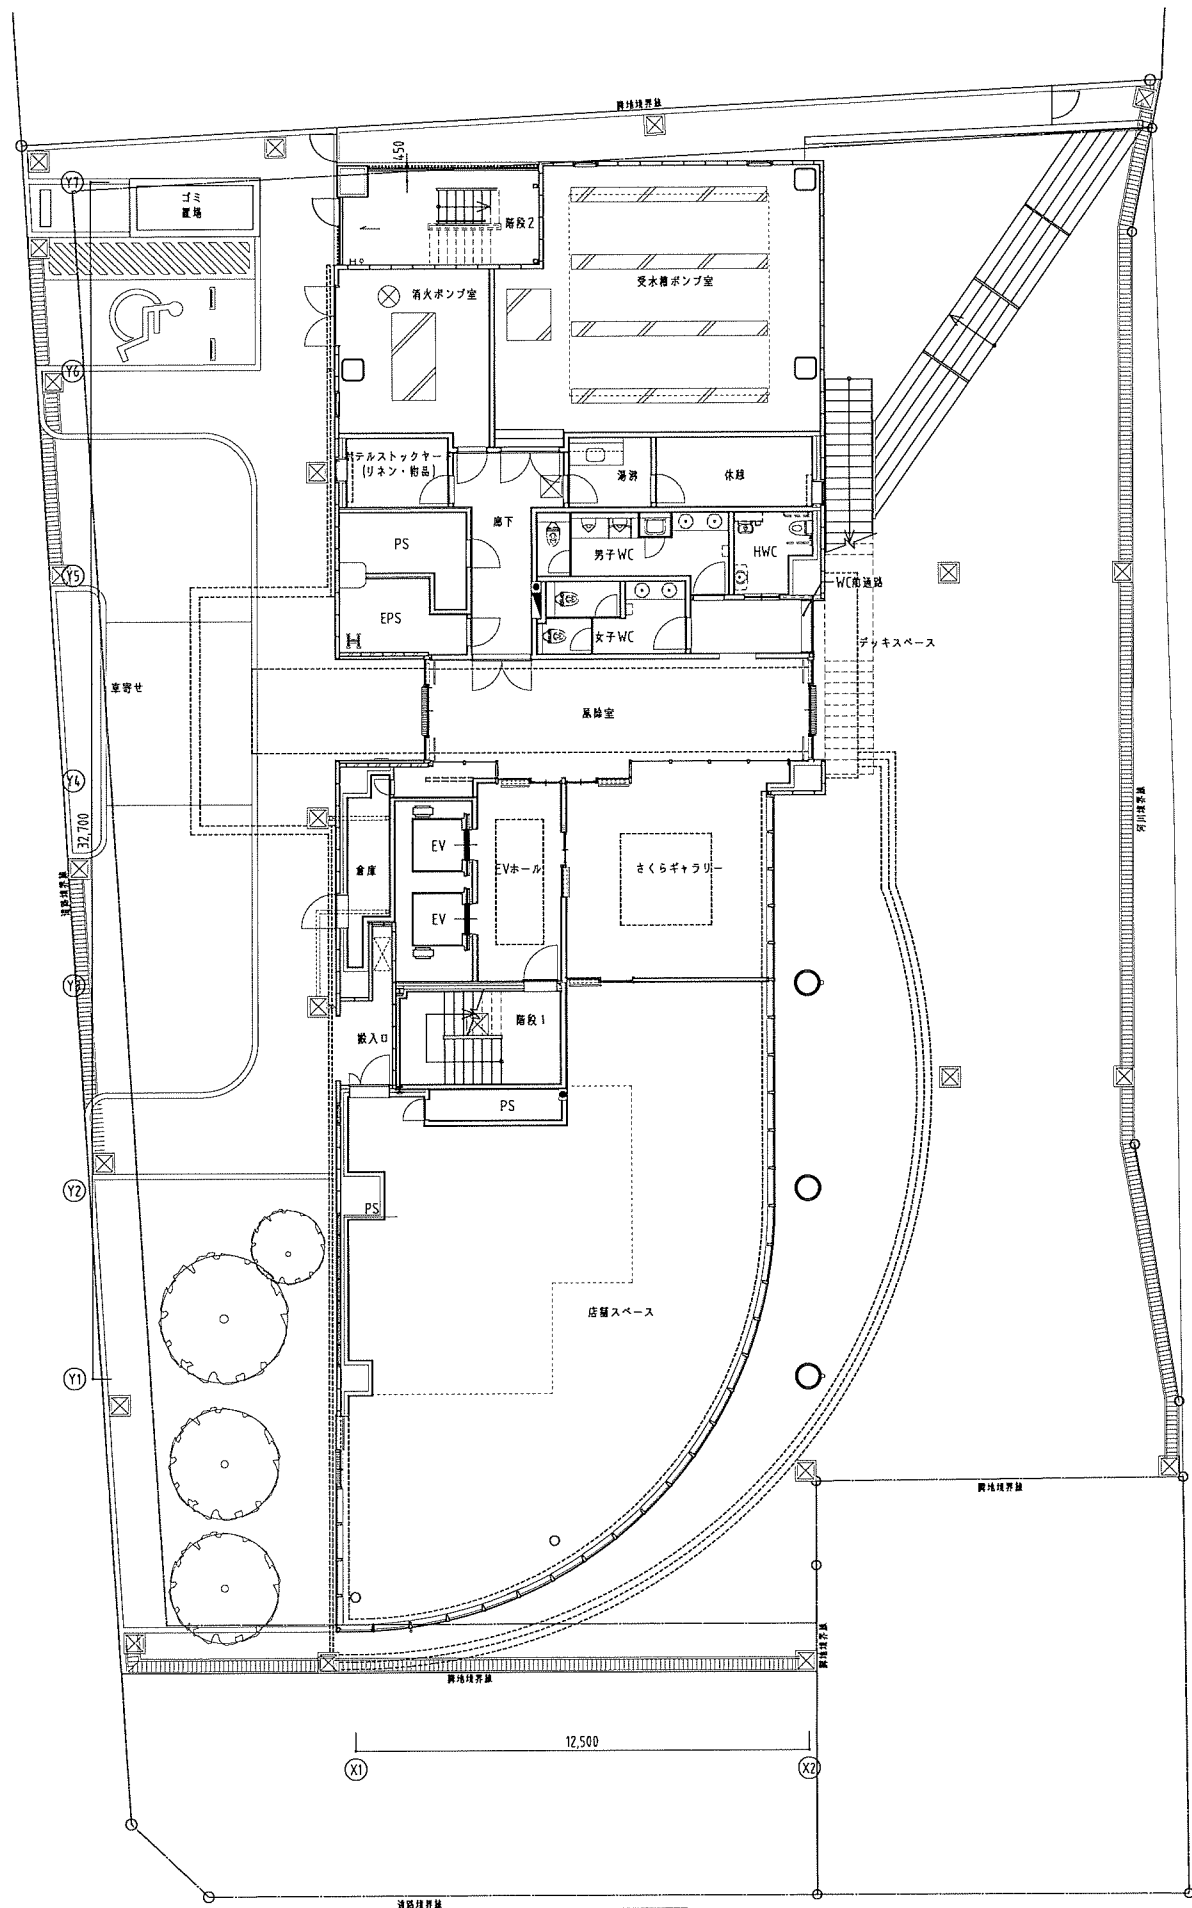 隣地境界線
450
Y7
ゴミ
置場
階段2
消火ポンプ室
受水槽ポンプ室
Y6
ホテルストックヤード
(リネン・備品)
湯沸
休憩
廊下
PS
男子WC
HWC
Y5
WC前通路
EPS
女子WC
デッキスペース
車寄せ
風除室
Y4
32,700
河川境界線
EV
EVホール
さくらギャラリー
倉庫
道路境界線
EV
Y3
階段1
搬入口
PS
Y2
PS
店舗スペース
Y1
隣地境界線
隣地境界線
隣地境界線
12,500
X1
X2
道路境界線